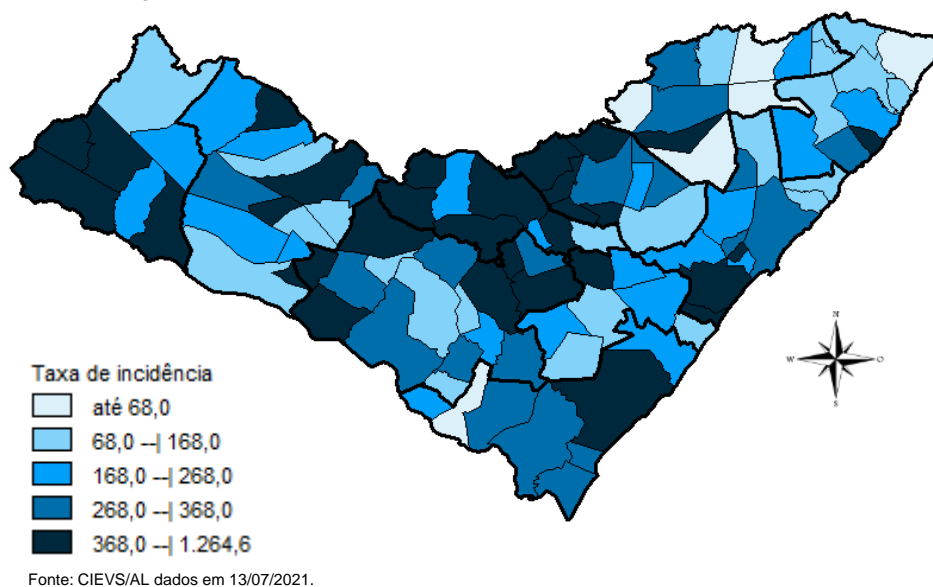 N
W
O
S
Taxa de incidência
até 68,0
68,0 --| 168,0
168,0 --| 268,0
268,0 --| 368,0
368,0 --| 1.264,6
Fonte: CIEVS/AL dados em 13/07/2021.